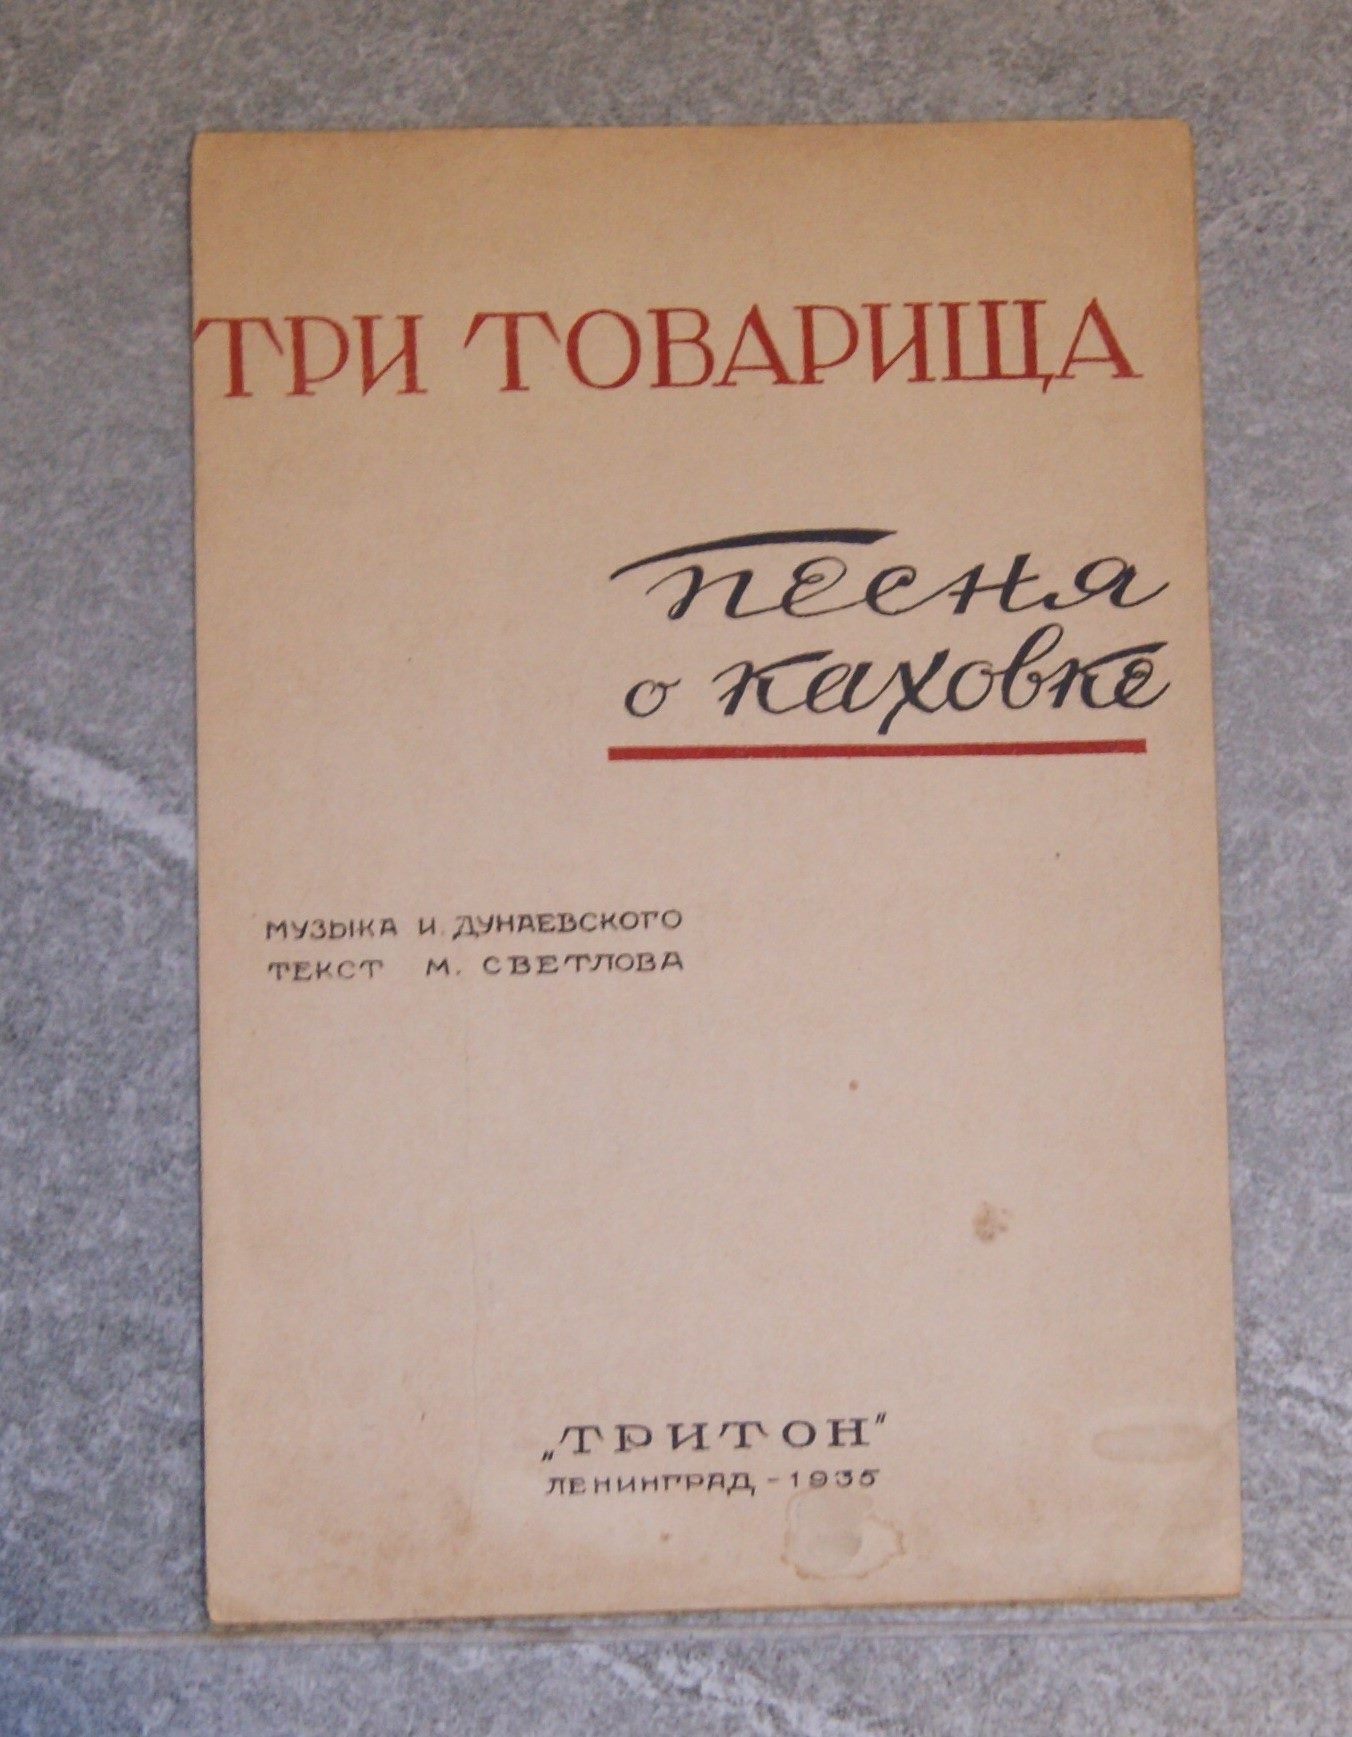 ТРИ ТОВАРИЩА
песня
о каховке
МУЗЫКА И. ДУНАЕВСКОГО
ТЕКСТ М. СВЕТЛОВА
„ТРИТОН"
ЛЕНИНГРАД - 1935